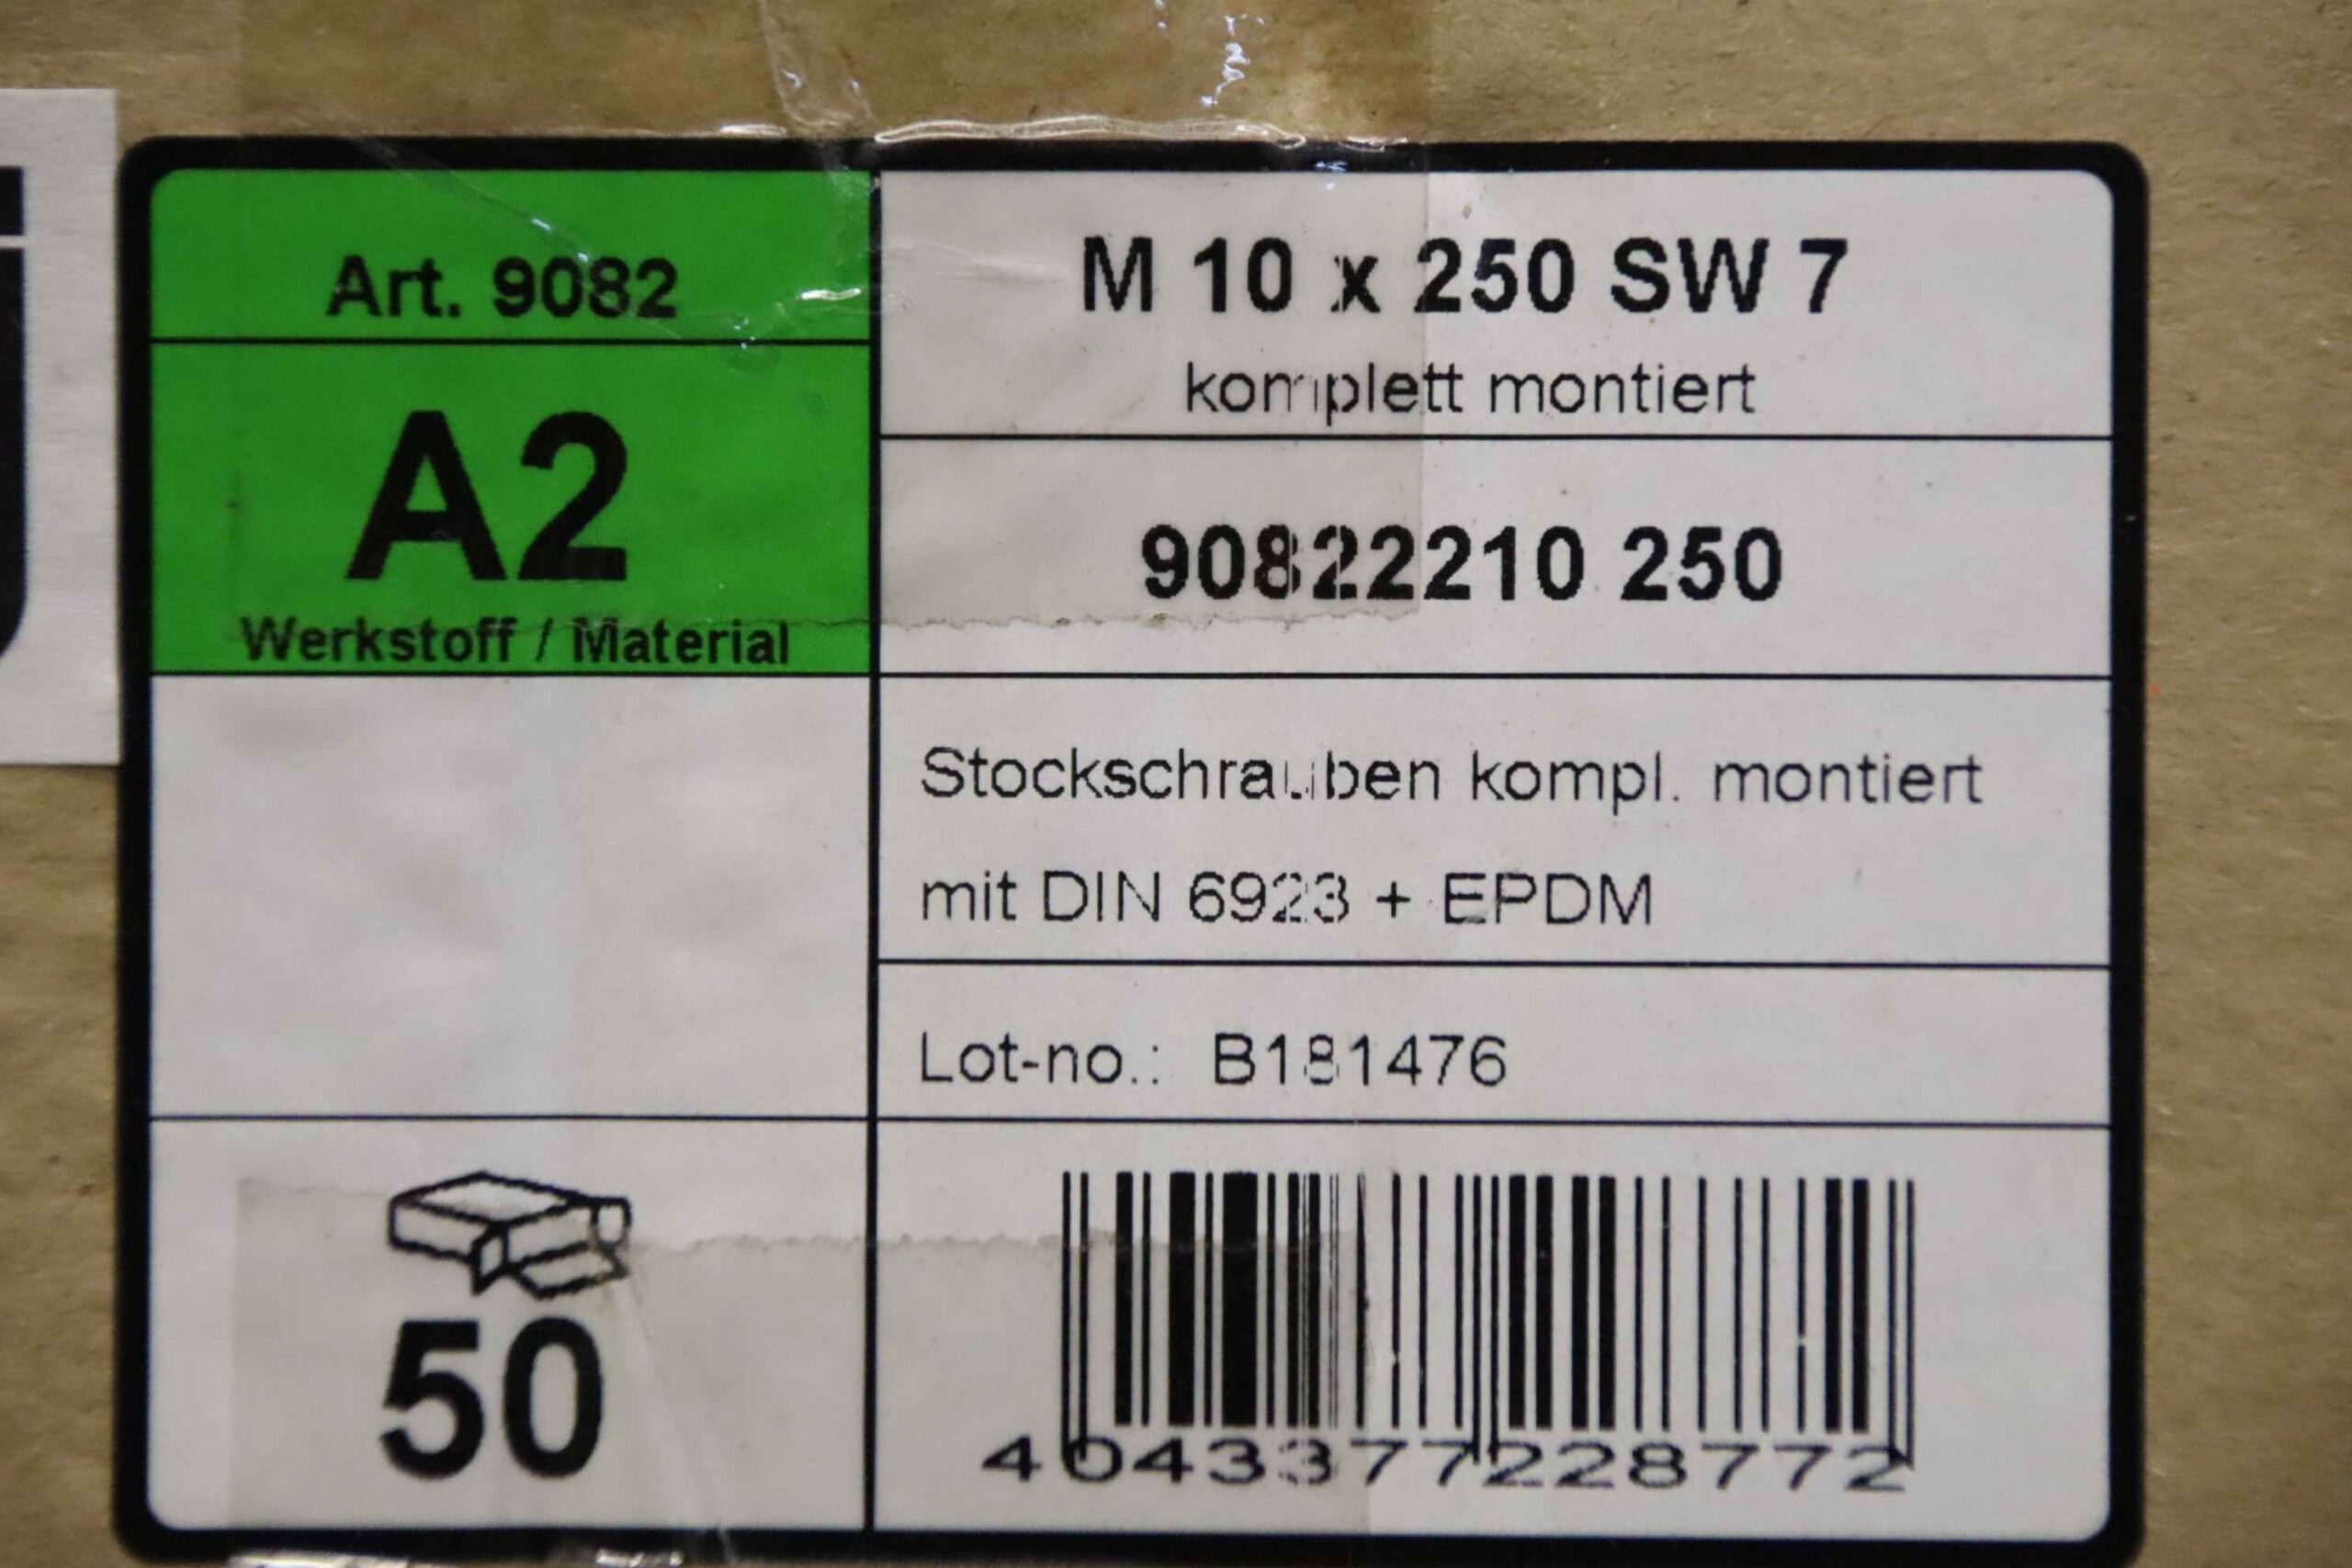 Art. 9082
A2
Werkstoff / Material
M 10 x 250 SW 7
komplett montiert
90822210 250
Stockschrauben kompl. montiert
mit DIN 6923 + EPDM
Lot-no.: B181476
50
4043377228772